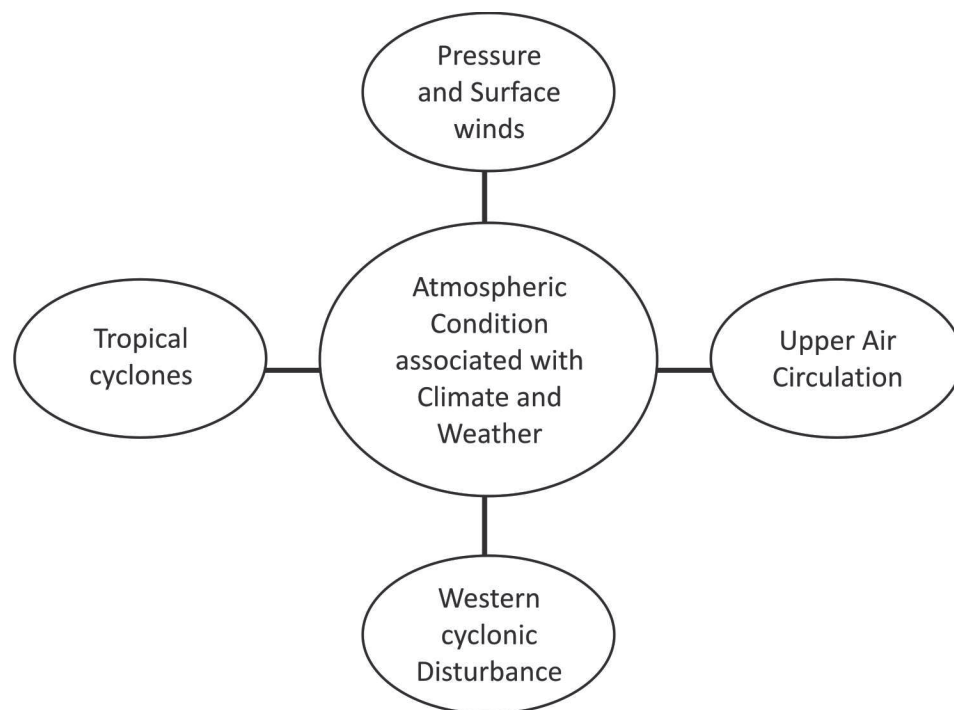 Pressure
and Surface
winds
Tropical
cyclones
Atmospheric
Condition
associated with
Climate and
Weather
Upper Air
Circulation
Western
cyclonic
Disturbance